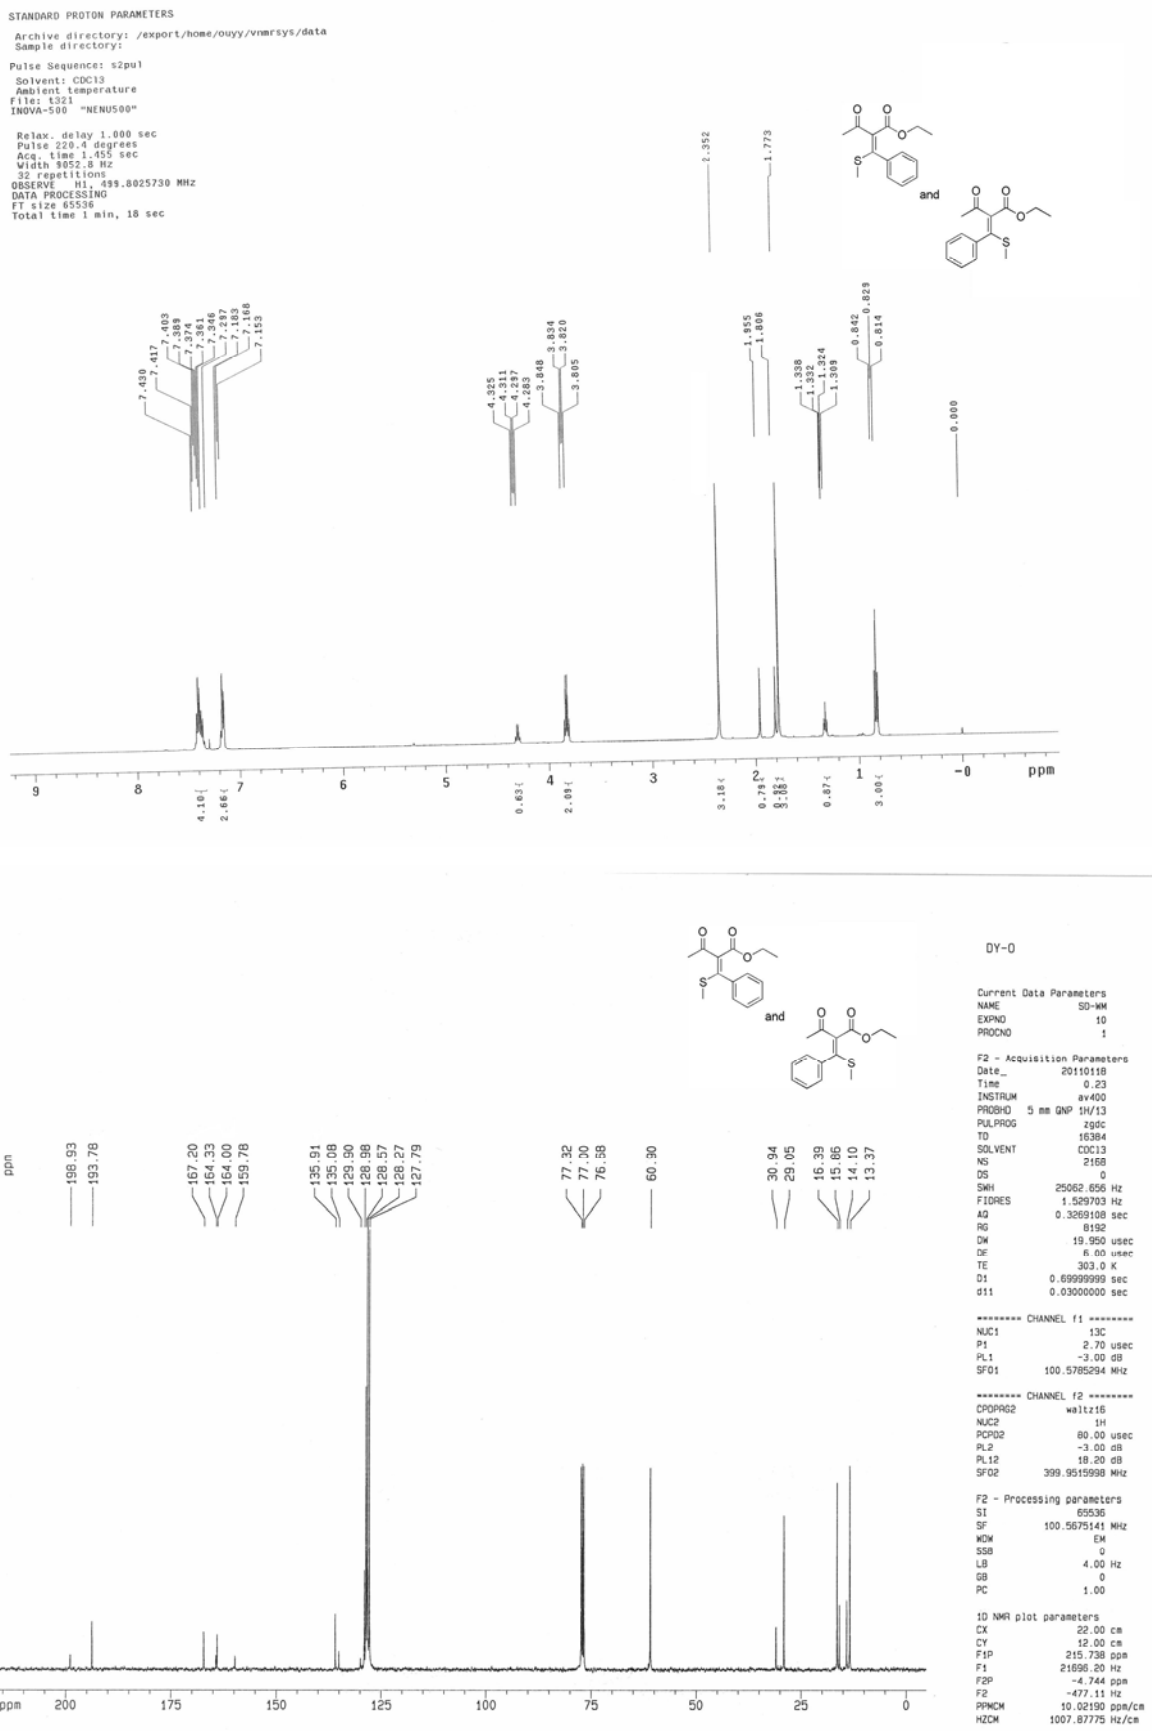 STANDARD PROTON PARAMETERS
Archive directory: /export/home/ouyy/vnmrsys/data
Sample directory:
Pulse Sequence: s2pul
Solvent: CDCl3
Ambient temperature
File: t321
INOVA-500 "NENU500"
Relax. delay 1.000 sec
Pulse 220.4 degrees
Acq. time 1.455 sec
Width 9052.8 Hz
32 repetitions
OBSERVE H1, 499.8025730 MHz
DATA PROCESSING
FT size 65536
Total time 1 min, 18 sec
O O
O
S
and
O O
O
S
2.352
1.773
7.430
7.417
7.403
7.389
7.374
7.361
7.346
7.297
7.183
7.168
7.153
4.325
4.311
4.297
4.283
3.848
3.834
3.820
3.805
1.955
1.806
1.338
1.332
1.324
1.309
0.842
0.829
0.814
0.000
9 8 7 6 5 4 3 2 1 -0 ppm
4.10
2.66
0.63
2.09
3.18
0.79
0.92
3.08
0.87
3.00
O O
O
S
and
O O
O
S
ppm
198.93
193.78
167.20
164.33
164.00
159.78
135.91
135.08
129.90
128.98
128.57
128.27
127.79
77.32
77.00
76.68
60.90
30.94
29.05
16.39
15.86
14.10
13.37
ppm 200 175 150 125 100 75 50 25 0
DY-0
Current Data Parameters
NAME SD-WM
EXPNO 10
PROCNO 1
F2 - Acquisition Parameters
Date_ 20110118
Time 0.23
INSTRUM av400
PROBHD 5 mm QNP 1H/13
PULPROG zgdc
TD 16384
SOLVENT CDCl3
NS 2168
DS 0
SWH 25062.656 Hz
FIDRES 1.529703 Hz
AQ 0.3269108 sec
RG 8192
DW 19.950 usec
DE 6.00 usec
TE 303.0 K
D1 0.69999999 sec
d11 0.03000000 sec
======== CHANNEL f1 ========
NUC1 13C
P1 2.70 usec
PL1 -3.00 dB
SFO1 100.5785294 MHz
======== CHANNEL f2 ========
CPDPRG2 waltz16
NUC2 1H
PCPD2 80.00 usec
PL2 -3.00 dB
PL12 18.20 dB
SFO2 399.9515998 MHz
F2 - Processing parameters
SI 65536
SF 100.5675141 MHz
WDW EM
SSB 0
LB 4.00 Hz
GB 0
PC 1.00
1D NMR plot parameters
CX 22.00 cm
CY 12.00 cm
F1P 215.738 ppm
F1 21696.20 Hz
F2P -4.744 ppm
F2 -477.11 Hz
PPMCM 10.02190 ppm/cm
HZCM 1007.87775 Hz/cm